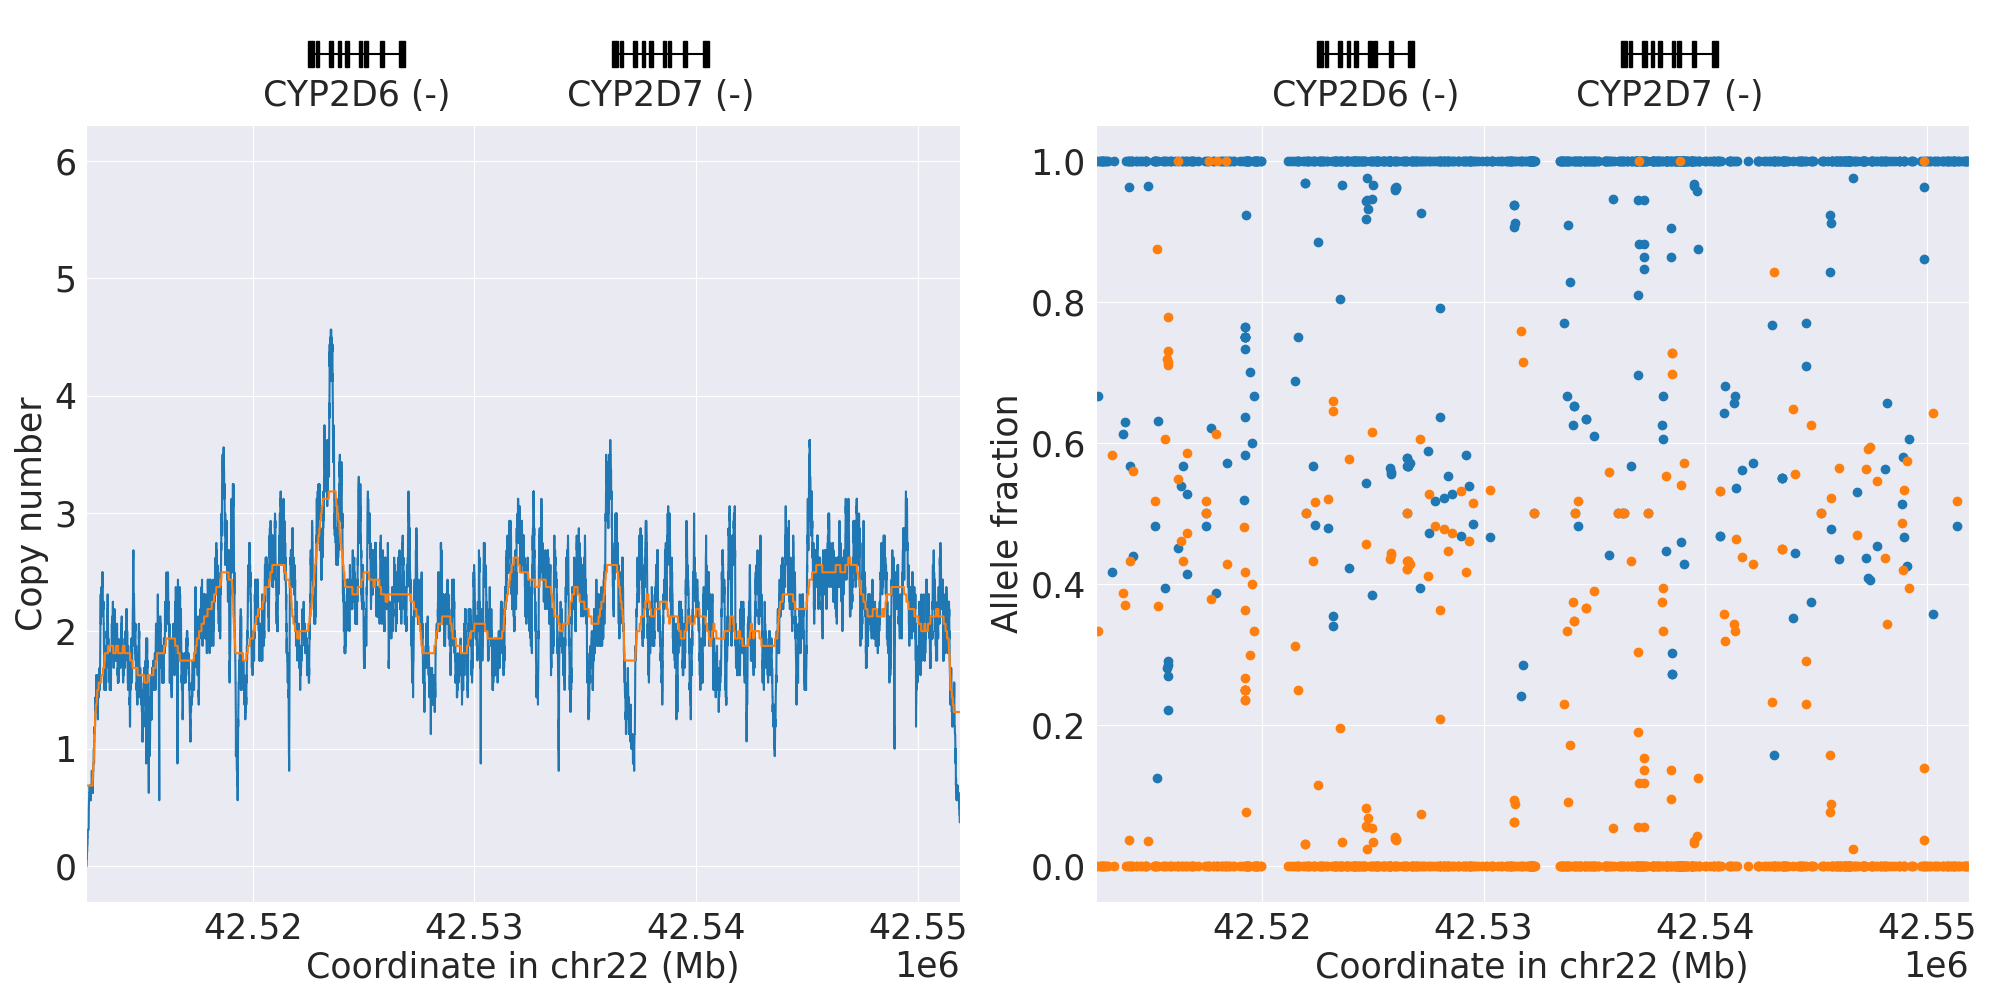 CYP2D6 (-) CYP2D7 (-)
6
5
4
3
2
1
0
Copy number
42.52 42.53 42.54 42.55
Coordinate in chr22 (Mb) 1e6
CYP2D6 (-) CYP2D7 (-)
1.0
0.8
0.6
0.4
0.2
0.0
Allele fraction
42.52 42.53 42.54 42.55
Coordinate in chr22 (Mb) 1e6